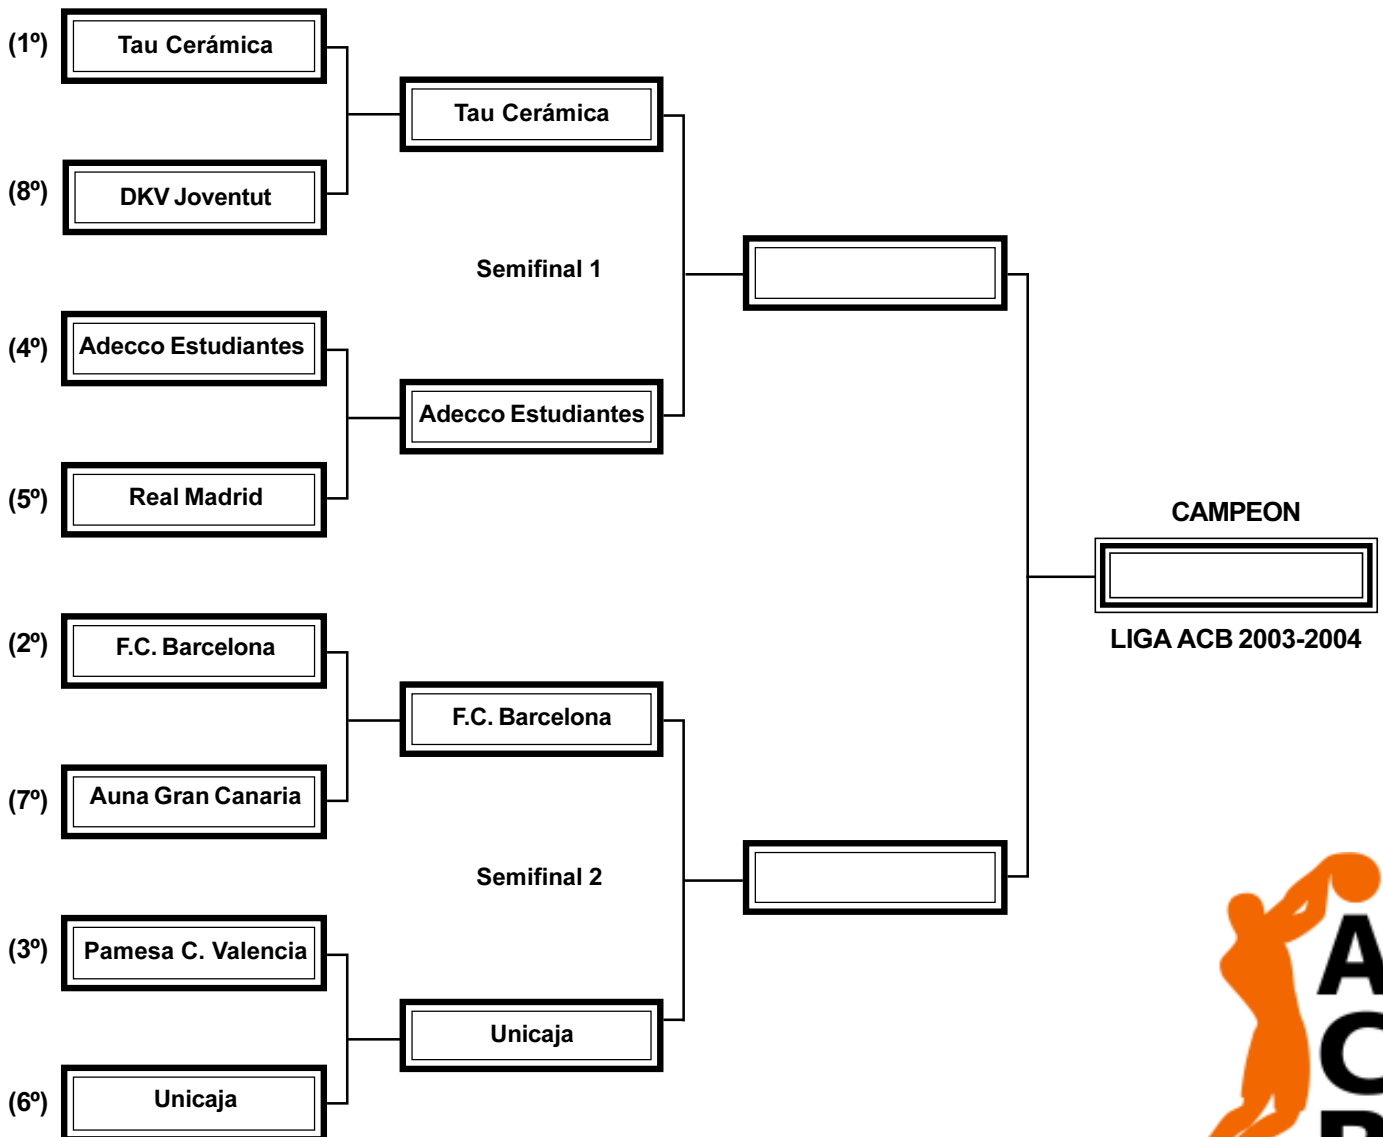 (1º) Tau Cerámica
Tau Cerámica
(8º) DKV Joventut
Semifinal 1
(4º) Adecco Estudiantes
Adecco Estudiantes
(5º) Real Madrid
CAMPEON
LIGA ACB 2003-2004
(2º) F.C. Barcelona
F.C. Barcelona
(7º) Auna Gran Canaria
Semifinal 2
(3º) Pamesa C. Valencia
Unicaja
(6º) Unicaja
A
C
B